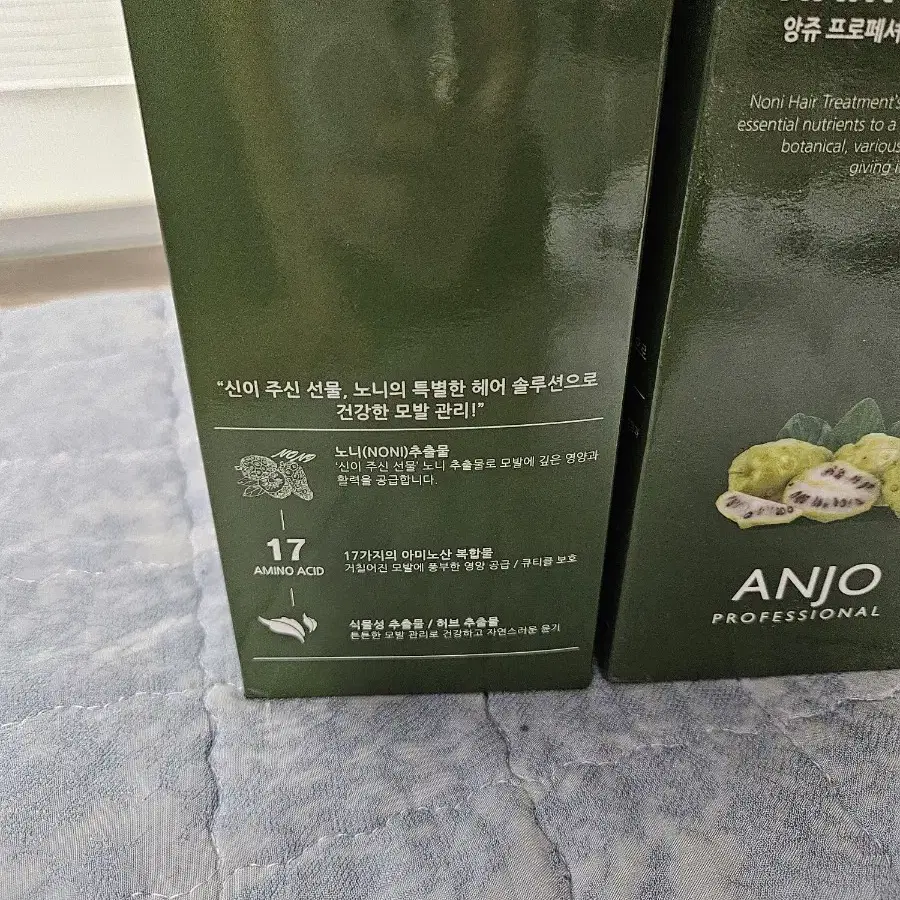 “신이 주신 선물, 노니의 특별한 헤어 솔루션으로
건강한 모발 관리!”
NONI
노니(NONI)추출물
'신이 주신 선물' 노니 추출물로 모발에 깊은 영양과
활력을 공급합니다.
17
AMINO ACID
17가지의 아미노산 복합물
거칠어진 모발에 풍부한 영양 공급 / 큐티클 보호
식물성 추출물 / 허브 추출물
튼튼한 모발 관리로 건강하고 자연스러운 윤기
앙쥬 프로페셔
Noni Hair Treatment's
essential nutrients to a
botanical, various
giving i
ANJO
PROFESSIONAL